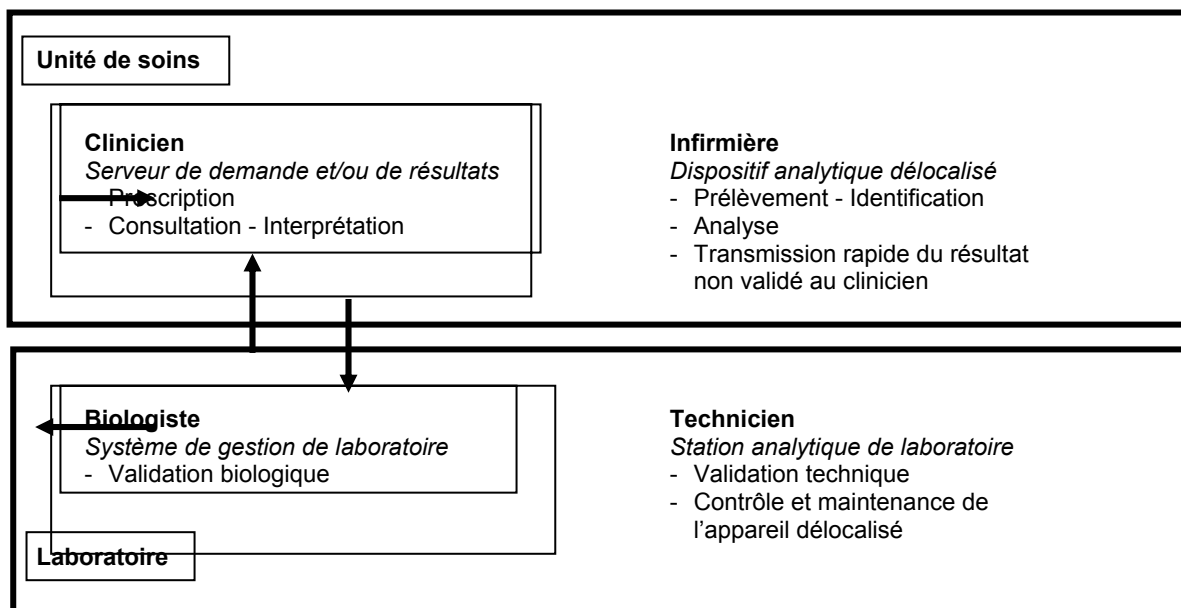 Unité de soins
Clinicien
Serveur de demande et/ou de résultats
- Prescription
- Consultation - Interprétation
Infirmière
Dispositif analytique délocalisé
- Prélèvement - Identification
- Analyse
- Transmission rapide du résultat
non validé au clinicien
Biologiste
Système de gestion de laboratoire
- Validation biologique
Technicien
Station analytique de laboratoire
- Validation technique
- Contrôle et maintenance de
l'appareil délocalisé
Laboratoire